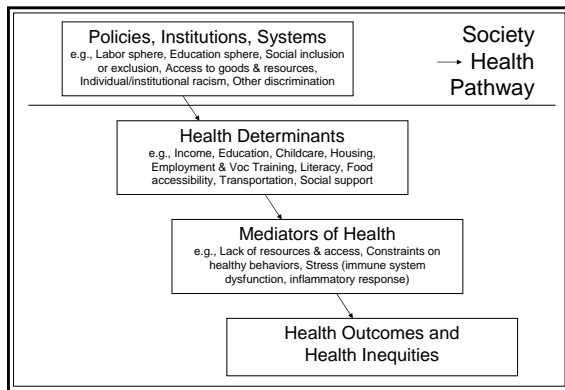 Policies, Institutions, Systems
e.g., Labor sphere, Education sphere, Social inclusion
or exclusion, Access to goods & resources,
Individual/institutional racism, Other discrimination
Society
Health
Pathway
Health Determinants
e.g., Income, Education, Childcare, Housing,
Employment & Voc Training, Literacy, Food
accessibility, Transportation, Social support
Mediators of Health
e.g., Lack of resources & access, Constraints on
healthy behaviors, Stress (immune system
dysfunction, inflammatory response)
Health Outcomes and
Health Inequities